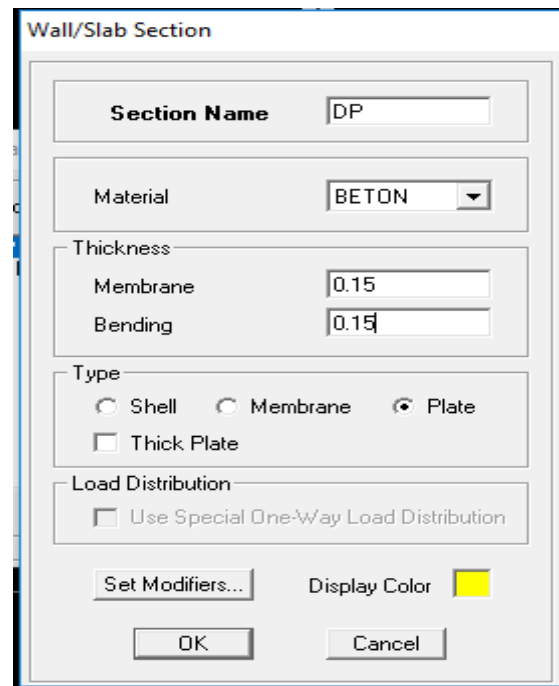 Wall/Slab Section
Section Name DP
Material BETON
Thickness
Membrane 0.15
Bending 0.15
Type
Shell Membrane Plate
Thick Plate
Load Distribution
Use Special One-Way Load Distribution
Set Modifiers... Display Color
OK Cancel